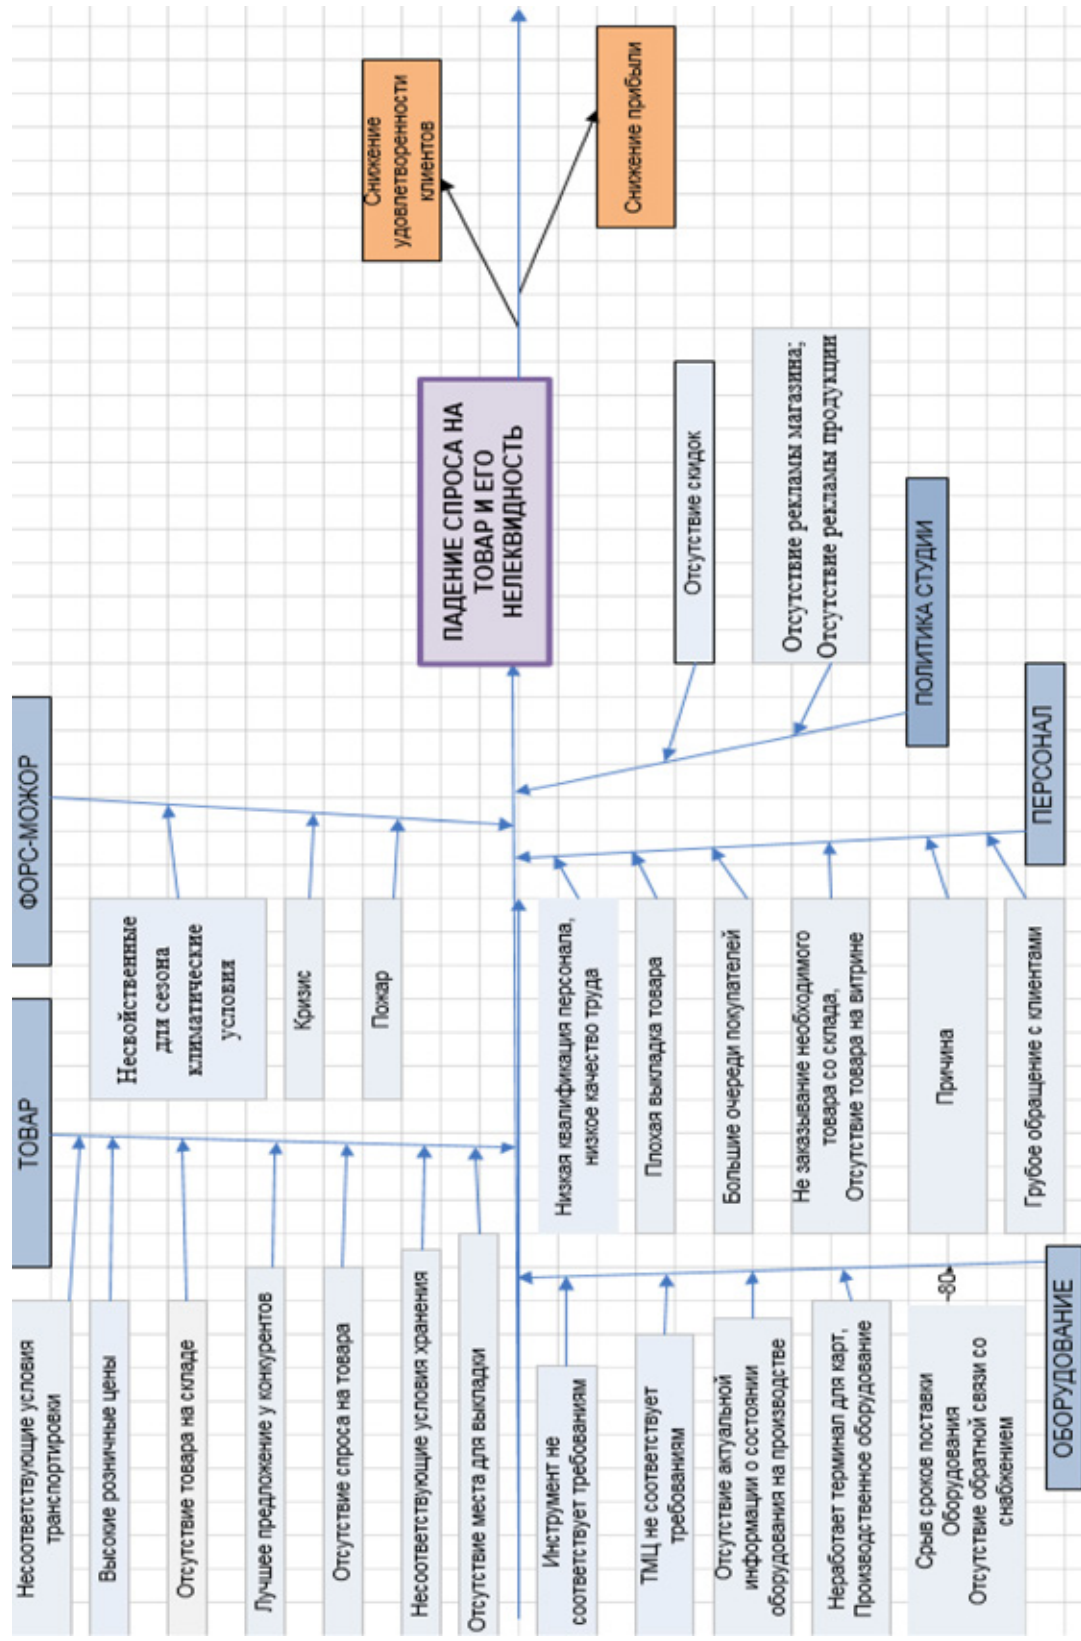 ТОВАР
ФОРС-МОЖОР
Несоответствующие условия
транспортировки
Высокие розничные цены
Отсутствие товара на складе
Лучшее предложение у конкурентов
Отсутствие спроса на товара
Несоответствующие условия хранения
Отсутствие места для выкладки
Несвойственные
для сезона
климатические
условия
Кризис
Пожар
ПАДЕНИЕ СПРОСА НА
ТОВАР И ЕГО
НЕЛЕКВИДНОСТЬ
Снижение
удовлетворенности
клиентов
Снижение прибыли
Инструмент не
соответствует требованиям
ТМЦ не соответствует
требованиям
Отсутствие актуальной
информации о состоянии
оборудования на производстве
Неработает терминал для карт,
Производственное оборудование
Срыв сроков поставки
Оборудования
Отсутствие обратной связи со
снабжением
-80
ОБОРУДОВАНИЕ
Низкая квалификация персонала,
низкое качество труда
Плохая выкладка товара
Большие очереди покупателей
Не заказывание необходимого
товара со склада,
Отсутствие товара на витрине
Причина
Грубое обращение с клиентами
ПЕРСОНАЛ
Отсутствие скидок
Отсутствие рекламы магазина;
Отсутствие рекламы продукции
ПОЛИТИКА СТУДИИ